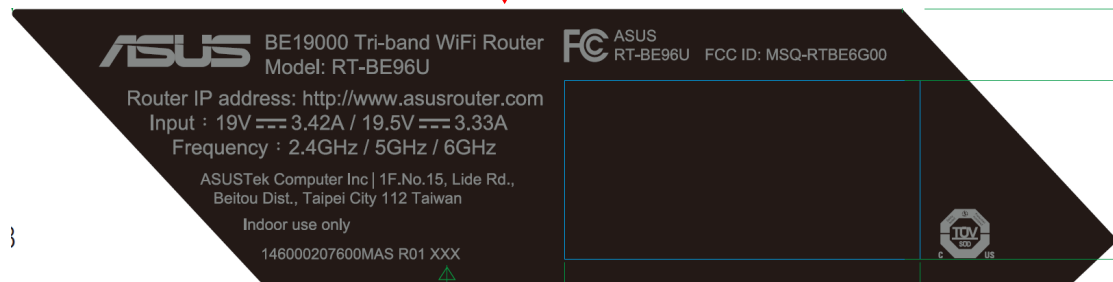 ASUS
BE19000 Tri-band WiFi Router
Model: RT-BE96U
Router IP address: http://www.asusrouter.com
Input : 19V 3.42A / 19.5V 3.33A
Frequency : 2.4GHz / 5GHz / 6GHz
ASUSTek Computer Inc | 1F.No.15, Lide Rd.,
Beitou Dist., Taipei City 112 Taiwan
Indoor use only
146000207600MAS R01 XXX
FC ASUS
RT-BE96U FCC ID: MSQ-RTBE6G00
TÜV
SÜD
C US